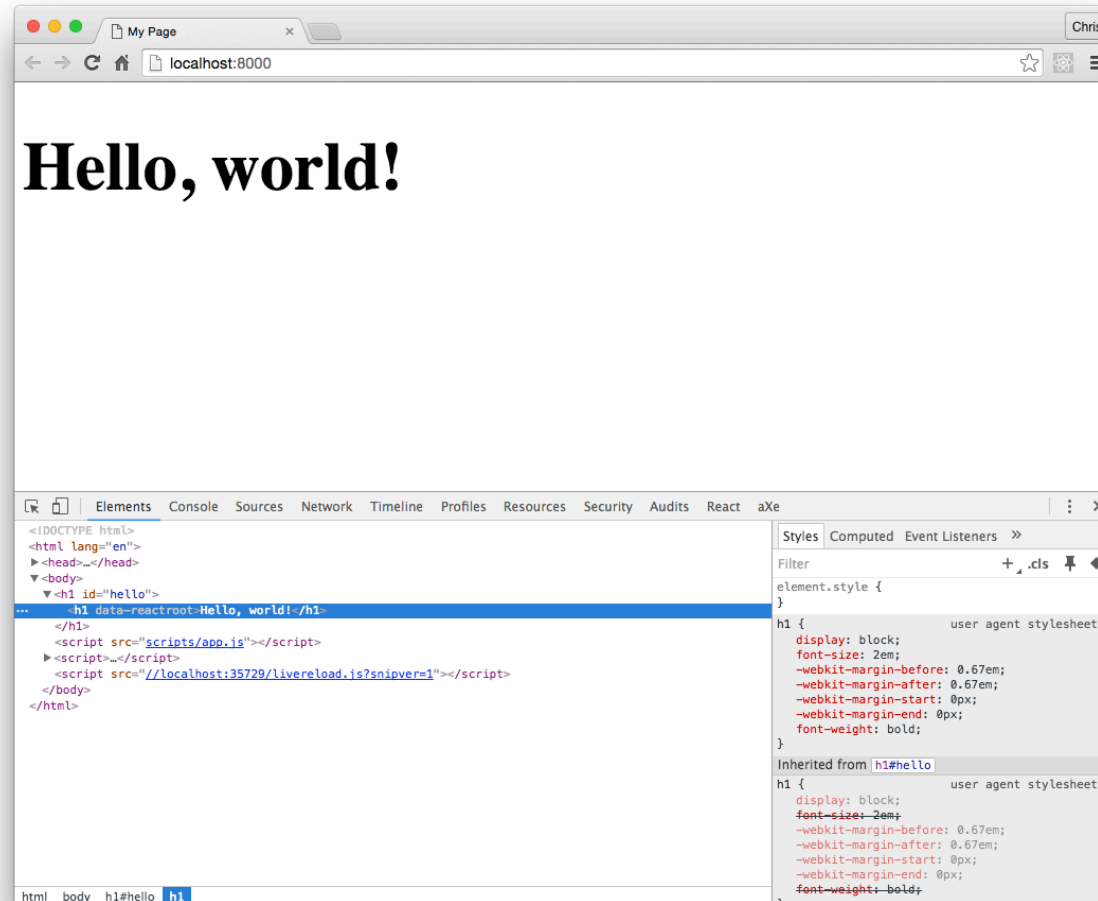 My Page
Chris
localhost:8000
Hello, world!
Elements Console Sources Network Timeline Profiles Resources Security Audits React aXe
<!DOCTYPE html>
<html lang="en">
<head>…</head>
<body>
<h1 id="hello">
<h1 data-reactroot>Hello, world!</h1>
</h1>
<script src="scripts/app.js"></script>
<script>…</script>
<script src="//localhost:35729/livereload.js?snipver=1"></script>
</body>
</html>
html body h1#hello h1
Styles Computed Event Listeners »
Filter + .cls
element.style {
}
h1 { user agent stylesheet
display: block;
font-size: 2em;
-webkit-margin-before: 0.67em;
-webkit-margin-after: 0.67em;
-webkit-margin-start: 0px;
-webkit-margin-end: 0px;
font-weight: bold;
}
Inherited from h1#hello
h1 { user agent stylesheet
display: block;
font-size: 2em;
-webkit-margin-before: 0.67em;
-webkit-margin-after: 0.67em;
-webkit-margin-start: 0px;
-webkit-margin-end: 0px;
font-weight: bold;
}